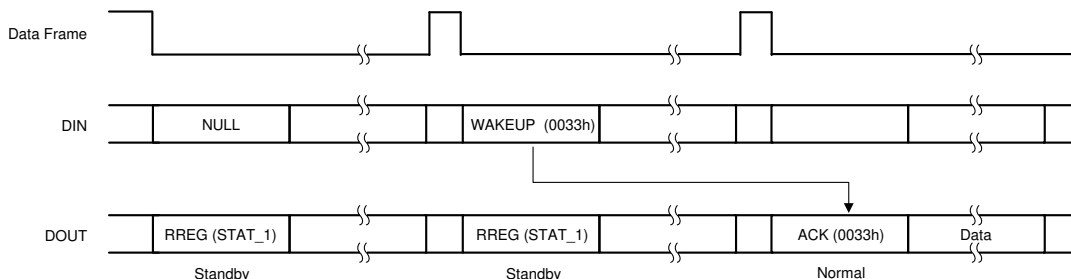 Data Frame
DIN
NULL
WAKEUP (0033h)
DOUT
RREG (STAT_1)
RREG (STAT_1)
ACK (0033h)
Data
Standby
Standby
Normal